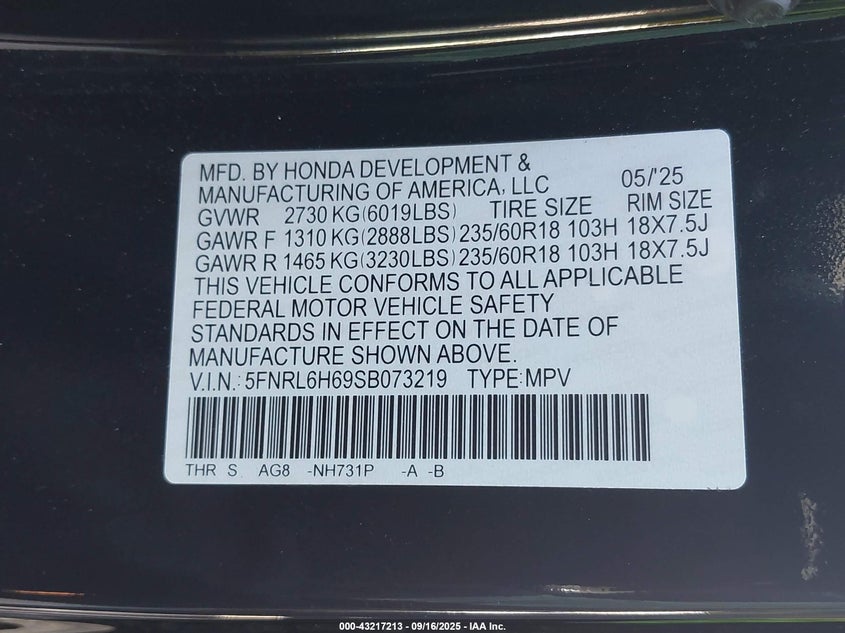 MFD. BY HONDA DEVELOPMENT &
MANUFACTURING OF AMERICA, LLC 05/'25
GVWR 2730 KG(6019LBS) TIRE SIZE RIM SIZE
GAWR F 1310 KG(2888LBS) 235/60R18 103H 18X7.5J
GAWR R 1465 KG(3230LBS) 235/60R18 103H 18X7.5J
THIS VEHICLE CONFORMS TO ALL APPLICABLE
FEDERAL MOTOR VEHICLE SAFETY
STANDARDS IN EFFECT ON THE DATE OF
MANUFACTURE SHOWN ABOVE.
V.I.N.: 5FNRL6H69SB073219 TYPE:MPV
THR S. AG8 -NH731P -A -B
000-43217213 - 09/16/2025 - IAA Inc.